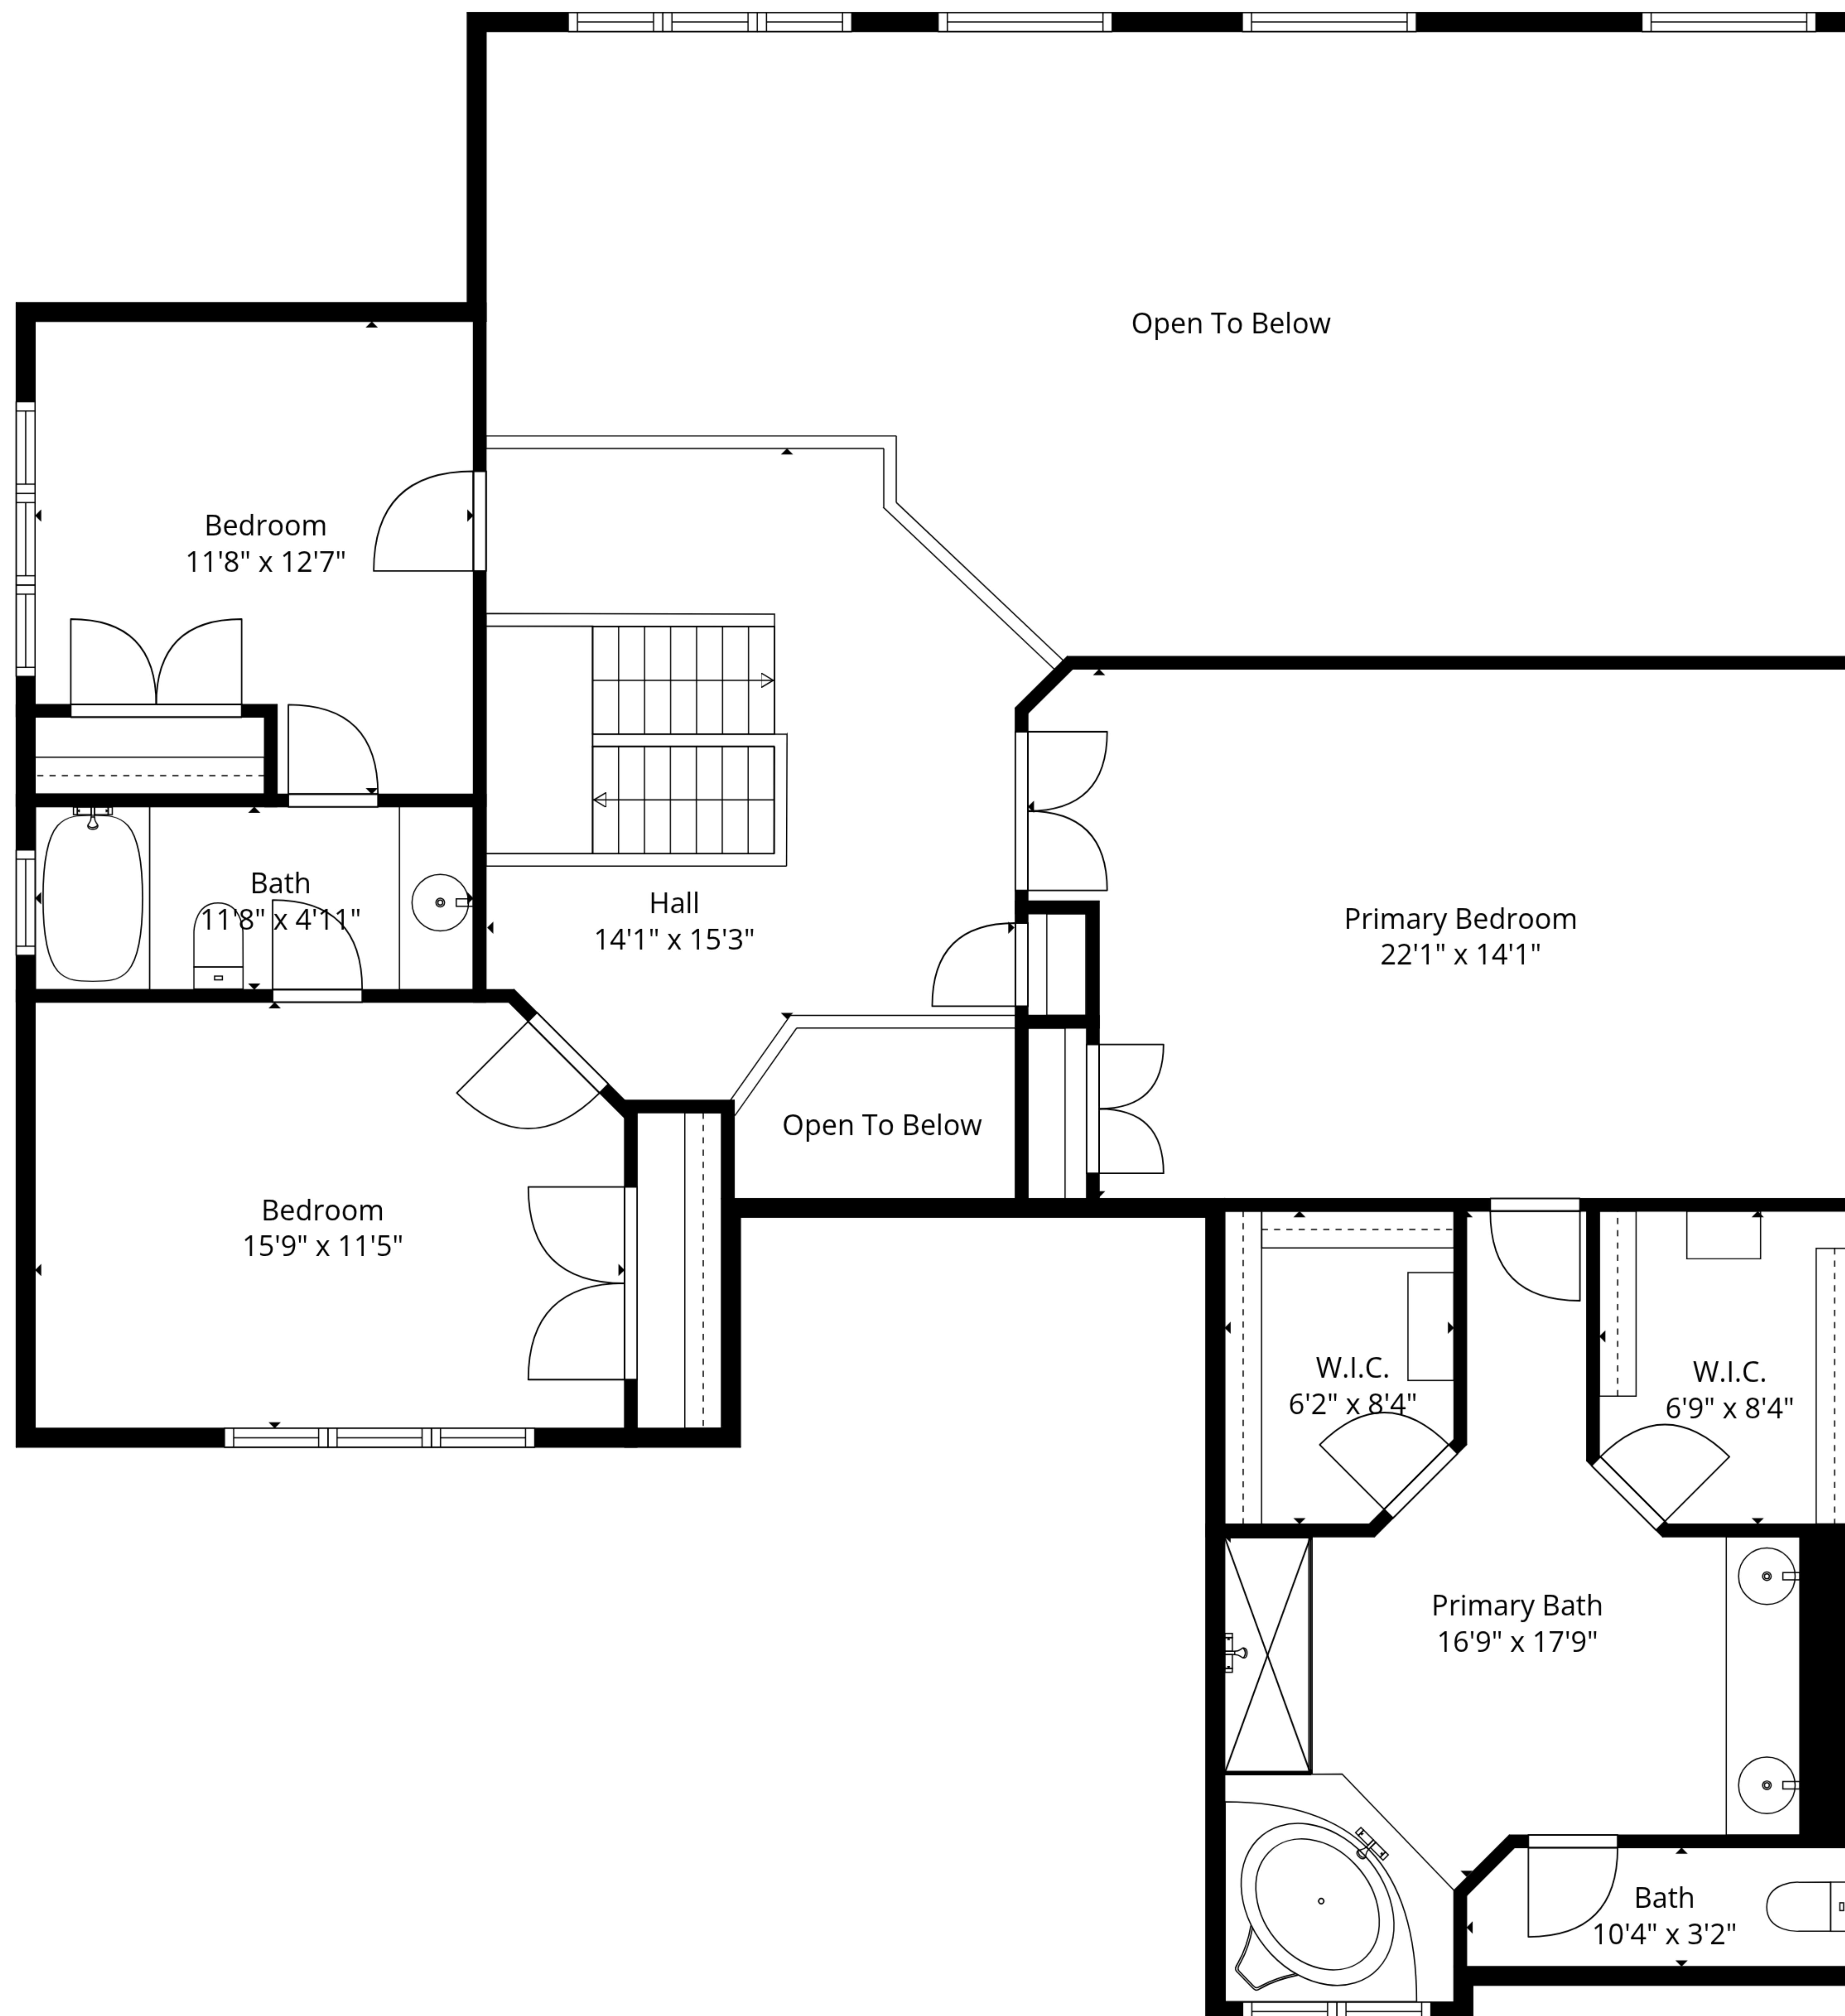 Open To Below
Bedroom
11'8" x 12'7"
Bath
11'8" x 4'11"
Hall
14'1" x 15'3"
Primary Bedroom
22'1" x 14'1"
Open To Below
Bedroom
15'9" x 11'5"
W.I.C.
6'2" x 8'4"
W.I.C.
6'9" x 8'4"
Primary Bath
16'9" x 17'9"
Bath
10'4" x 3'2"